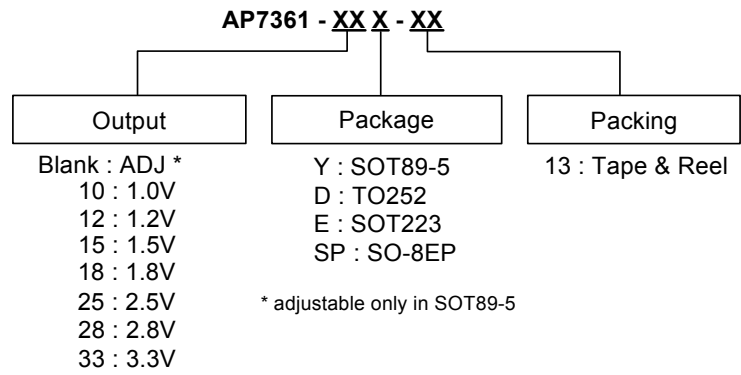 AP7361 - XX X - XX
Output
Package
Packing
Blank : ADJ *
10 : 1.0V
12 : 1.2V
15 : 1.5V
18 : 1.8V
25 : 2.5V
28 : 2.8V
33 : 3.3V
Y : SOT89-5
D : TO252
E : SOT223
SP : SO-8EP
* adjustable only in SOT89-5
13 : Tape & Reel